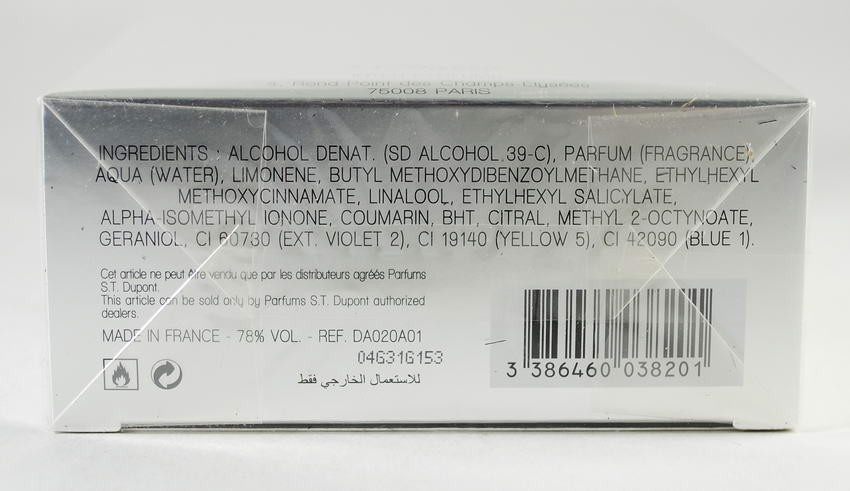 4, Rond Point des Champs Elysées
75008 PARIS
INGREDIENTS : ALCOHOL DENAT. (SD ALCOHOL 39-C), PARFUM (FRAGRANCE),
AQUA (WATER), LIMONENE, BUTYL METHOXYDIBENZOYLMETHANE, ETHYLHEXYL
METHOXYCINNAMATE, LINALOOL, ETHYLHEXYL SALICYLATE,
ALPHA-ISOMETHYL IONONE, COUMARIN, BHT, CITRAL, METHYL 2-OCTYNOATE,
GERANIOL, CI 60730 (EXT. VIOLET 2), CI 19140 (YELLOW 5), CI 42090 (BLUE 1).
Cet article ne peut être vendu que par les distributeurs agréés Parfums
S.T. Dupont.
This article can be sold only by Parfums S.T. Dupont authorized
dealers.
MADE IN FRANCE - 78% VOL. - REF. DA020A01
04G31G153
للاستعمال الخارجي فقط
3 386460 038201